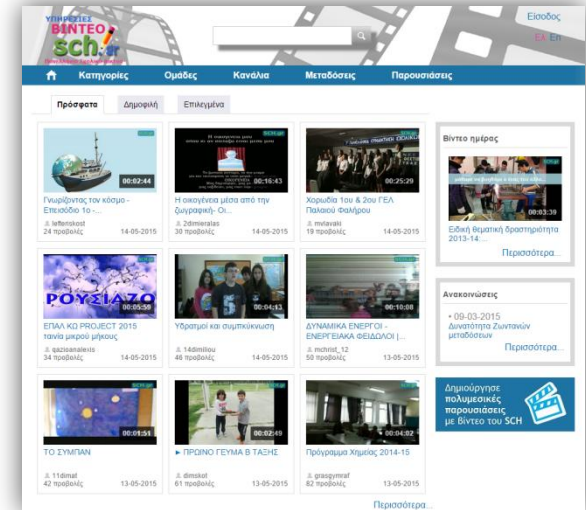 ΥΠΗΡΕΣΙΕΣ
ΒΙΝΤΕΟ
sch.gr
Είσοδος
Ελ En
Κατηγορίες Ομάδες Κανάλια Μεταδόσεις Παρουσιάσεις
Πρόσφατα Δημοφιλή Επιλεγμένα
00:02:44
Γνωρίζοντας τον κόσμο -
Επεισόδιο 1ο -...
lefteriskost
24 προβολές 14-05-2015
00:16:43
Η οικογένεια μέσα από την
ζωγραφική- Οι...
2dimieralas
30 προβολές 14-05-2015
00:25:29
Χορωδία 1ου & 2ου ΓΕΛ
Παλαιού Φαλήρου
mvlavaki
19 προβολές 14-05-2015
Βίντεο ημέρας
00:03:39
Ειδική θεματική δραστηριότητα
2013-14:...
Περισσότερα...
ΡΟΥΣΙΑΖΟ
00:05:59
ΕΠΑΛ ΚΩ PROJECT 2015
ταινία μικρού μήκους
qazioanalexis
34 προβολές 14-05-2015
00:04:13
Υδρατμοί και συμπύκνωση
14dimiliou
46 προβολές 14-05-2015
00:10:08
ΔΥΝΑΜΙΚΑ ΕΝΕΡΓΟΙ -
ΕΝΕΡΓΕΙΑΚΑ ΦΕΙΔΩΛΟΙ |...
mchrist_12
50 προβολές 13-05-2015
Ανακοινώσεις
• 09-03-2015
Δυνατότητα Ζωντανών
μεταδόσεων
Περισσότερα...
Δημιούργησε
πολυμεσικές
παρουσιάσεις
με βίντεο του SCH
00:01:51
ΤΟ ΣΥΜΠΑΝ
11dimat
42 προβολές 13-05-2015
00:02:49
► ΠΡΩΙΝΟ ΓΕΥΜΑ Β ΤΑΞΗΣ
dimskot
61 προβολές 13-05-2015
00:04:02
Πρόγραμμα Χημείας 2014-15
grasgymraf
82 προβολές 13-05-2015
Περισσότερα...